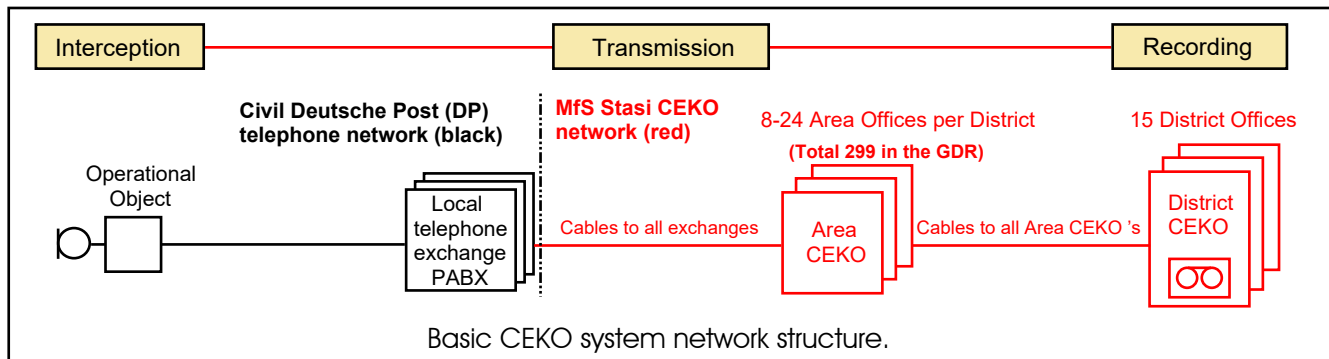 Interception
Transmission
Recording
Civil Deutsche Post (DP)
telephone network (black)
MfS Stasi CEKO
network (red)
8-24 Area Offices per District
(Total 299 in the GDR)
15 District Offices
Operational
Object
Local
telephone
exchange
PABX
Cables to all exchanges
Area
CEKO
Cables to all Area CEKO 's
District
CEKO
Basic CEKO system network structure.